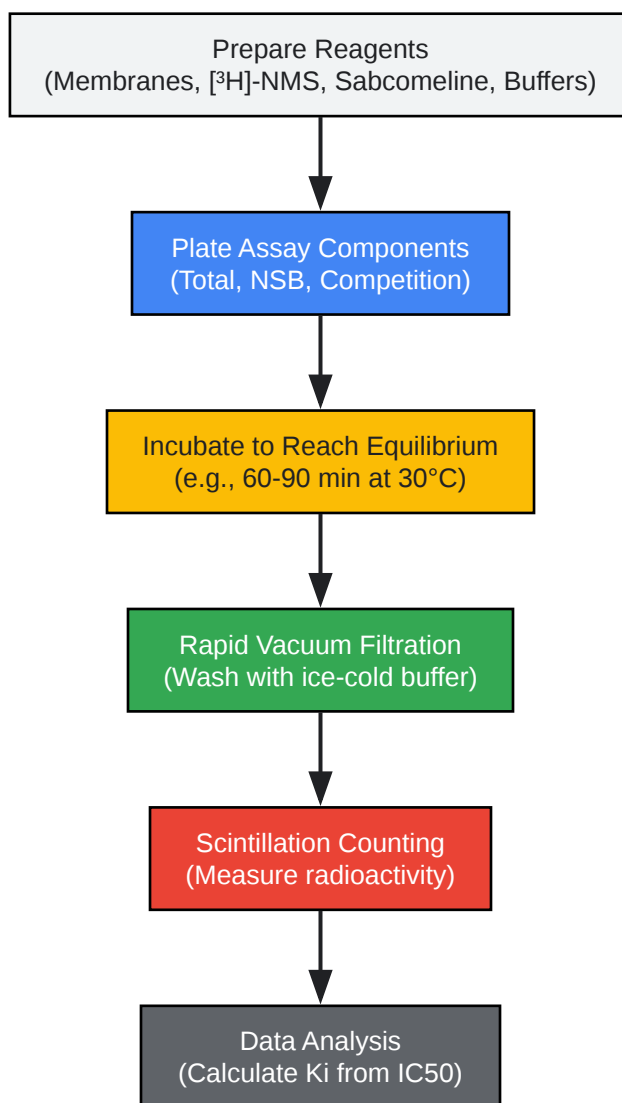 Prepare Reagents
(Membranes, [³H]-NMS, Sabcomeline, Buffers)
Plate Assay Components
(Total, NSB, Competition)
Incubate to Reach Equilibrium
(e.g., 60-90 min at 30°C)
Rapid Vacuum Filtration
(Wash with ice-cold buffer)
Scintillation Counting
(Measure radioactivity)
Data Analysis
(Calculate Ki from IC50)